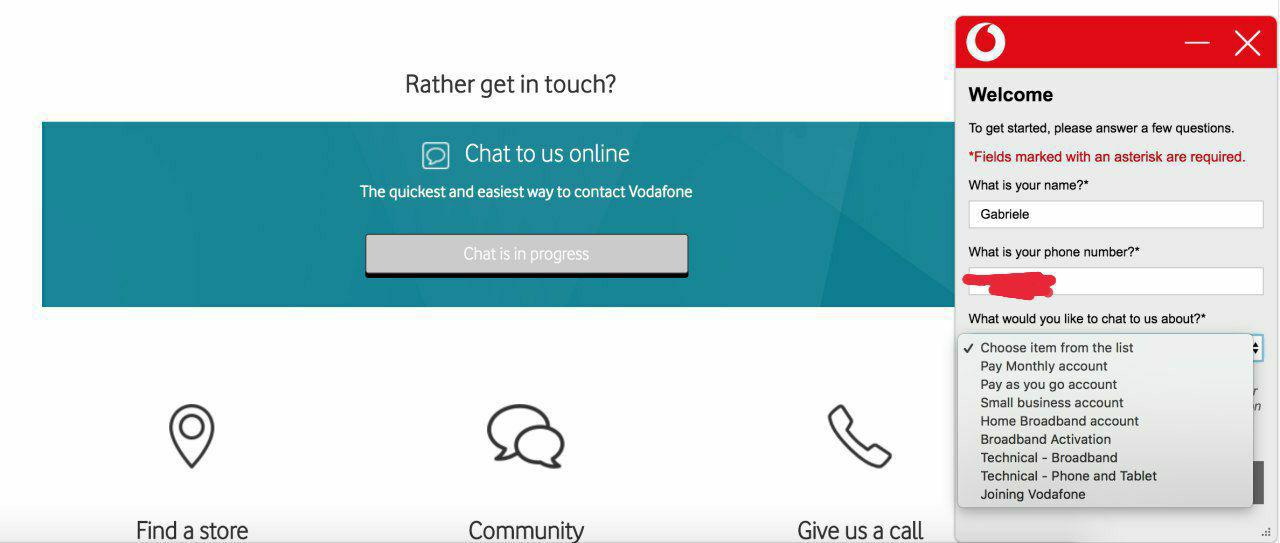 Rather get in touch?
Chat to us online
The quickest and easiest way to contact Vodafone
Chat is in progress
Find a store
Community
Give us a call
Welcome
To get started, please answer a few questions.
*Fields marked with an asterisk are required.
What is your name?*
Gabriele
What is your phone number?*
What would you like to chat to us about?*
✓ Choose item from the list
Pay Monthly account
Pay as you go account
Small business account
Home Broadband account
Broadband Activation
Technical - Broadband
Technical - Phone and Tablet
Joining Vodafone